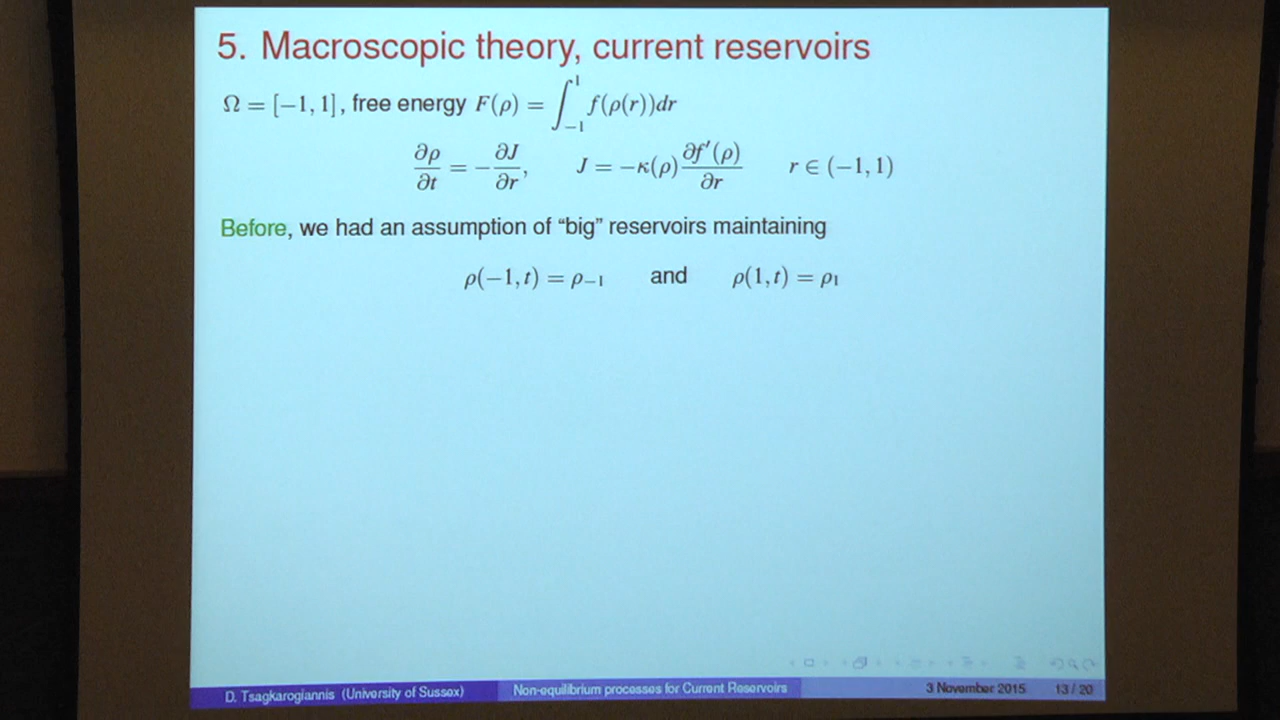 5. Macroscopic theory, current reservoirs
Ω = [−1, 1], free energy F(ρ) = ∫_{−1}^{1} f(ρ(r))dr
∂ρ/∂t = −∂J/∂r, J = −κ(ρ) ∂f′(ρ)/∂r r ∈ (−1, 1)
Before, we had an assumption of “big” reservoirs maintaining
ρ(−1, t) = ρ₋₁ and ρ(1, t) = ρ₁
D. Tsagkarogiannis (University of Sussex) Non-equilibrium processes for Current Reservoirs 3 November 2015 13 / 20